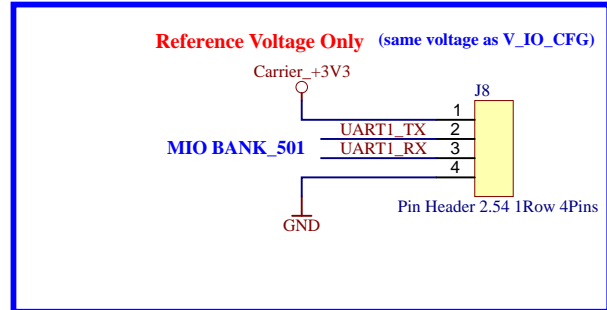 Reference Voltage Only (same voltage as V_IO_CFG)
Carrier_+3V3
J8
1
UART1_TX 2
MIO BANK_501 UART1_RX 3
4
Pin Header 2.54 1Row 4Pins
GND